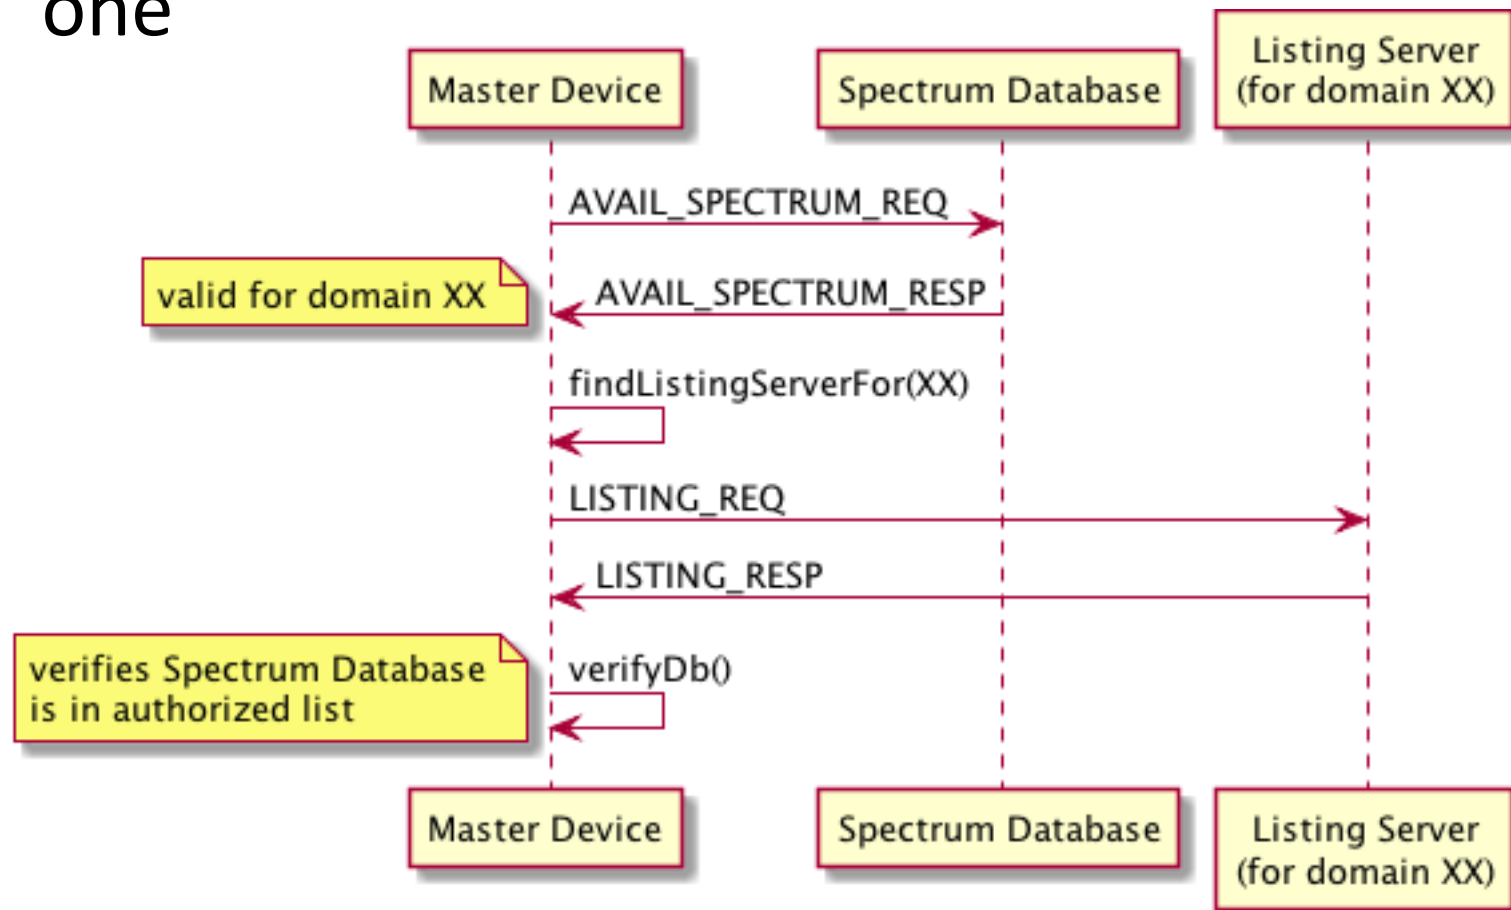 one
Master Device
Spectrum Database
Listing Server
(for domain XX)
AVAIL_SPECTRUM_REQ
valid for domain XX
AVAIL_SPECTRUM_RESP
findListingServerFor(XX)
LISTING_REQ
LISTING_RESP
verifies Spectrum Database
is in authorized list
verifyDb()
Master Device
Spectrum Database
Listing Server
(for domain XX)